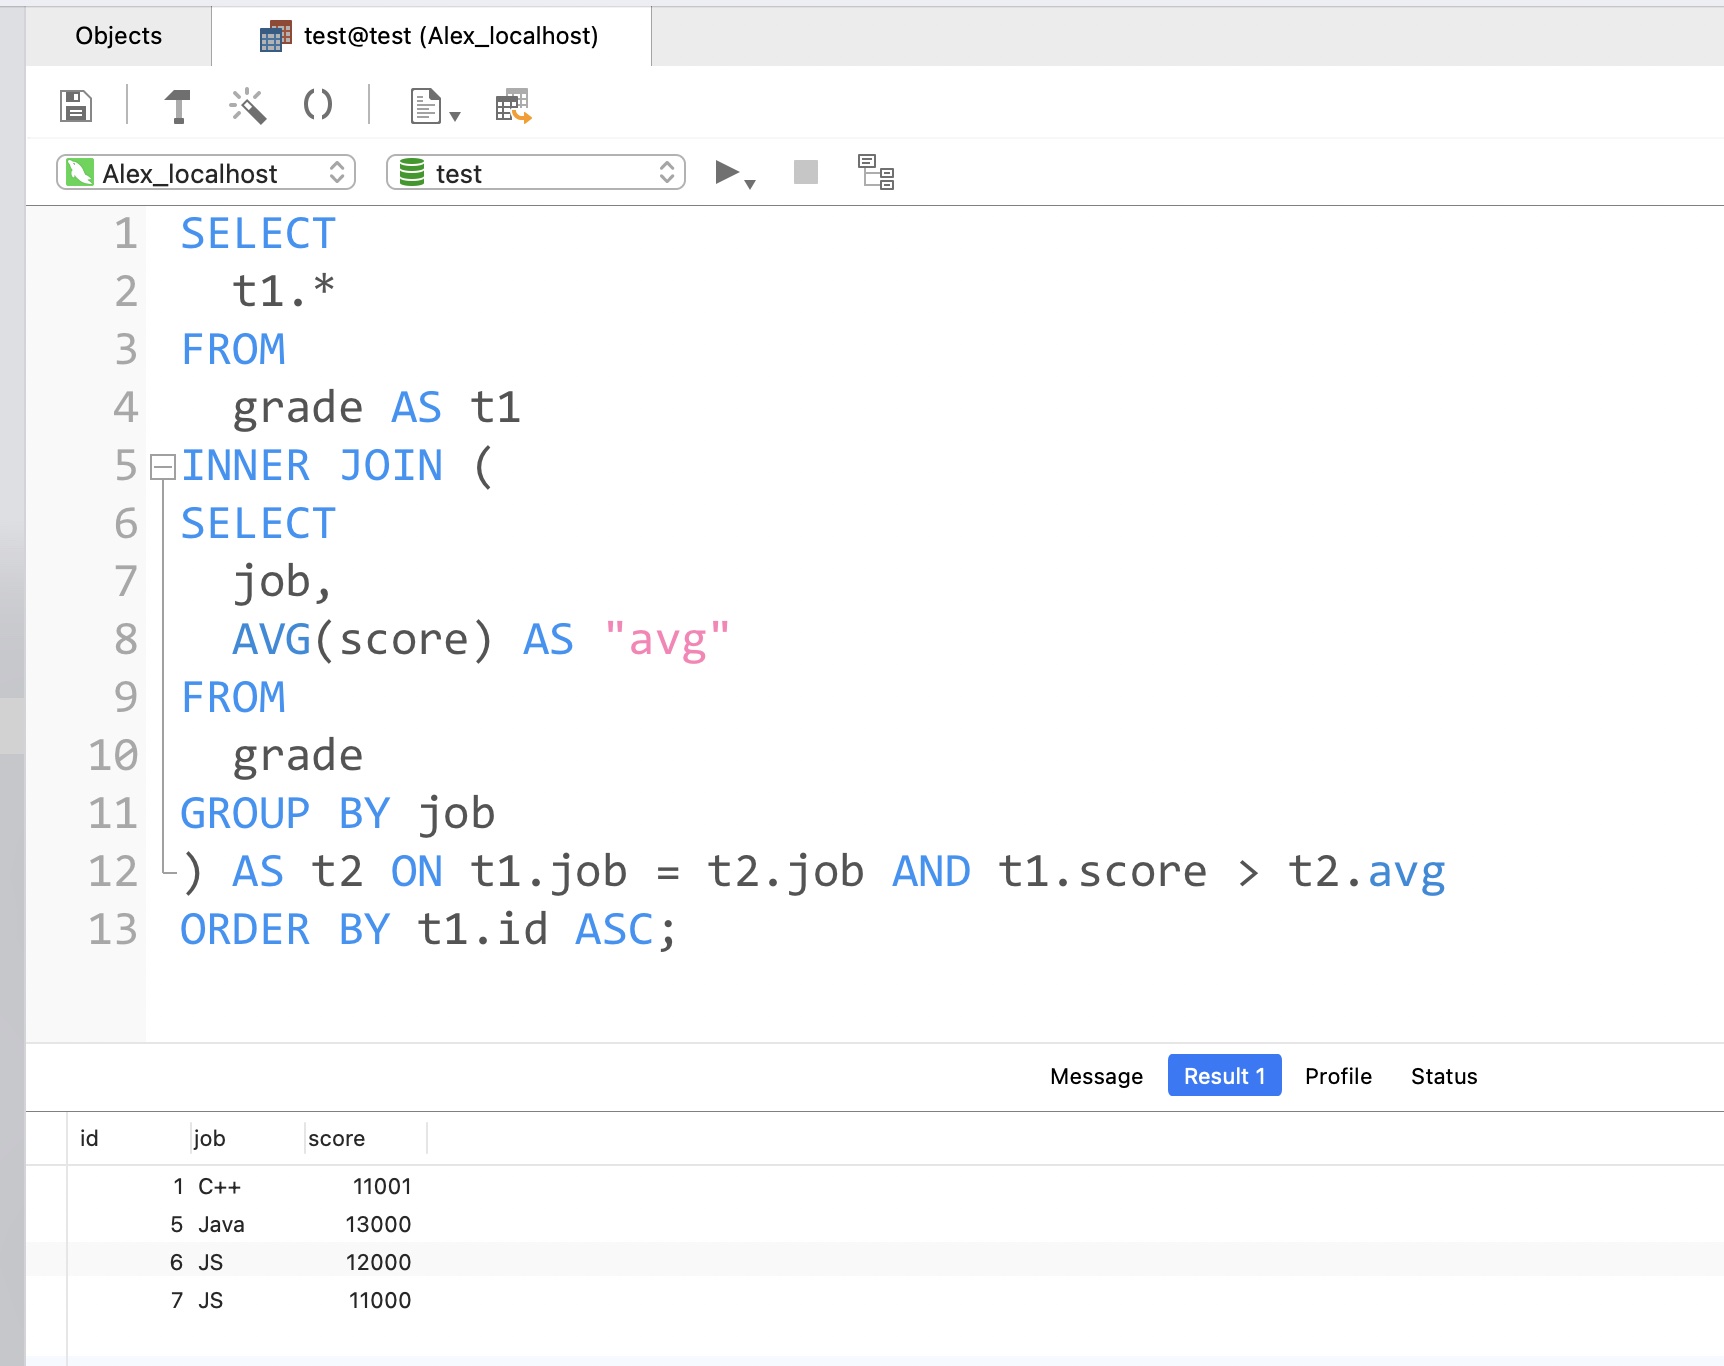 Objects
test@test (Alex_localhost)
Alex_localhost
test
1 SELECT
2 t1.*
3 FROM
4 grade AS t1
5 INNER JOIN (
6 SELECT
7 job,
8 AVG(score) AS "avg"
9 FROM
10 grade
11 GROUP BY job
12 ) AS t2 ON t1.job = t2.job AND t1.score > t2.avg
13 ORDER BY t1.id ASC;
Message Result 1 Profile Status
id job score
1 C++ 11001
5 Java 13000
6 JS 12000
7 JS 11000